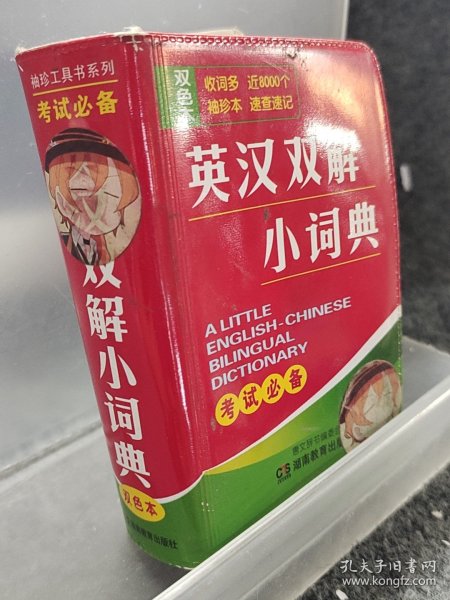 袖珍工具书系列
考试必备
双解小词典
双色本
教育出版社
双色
收词多 近8000个
袖珍本 速查速记
英汉双解
小词典
A LITTLE
ENGLISH-CHINESE
BILINGUAL
DICTIONARY
考试必备
湖南教育出
孔夫子旧书网
www.kongfz.com